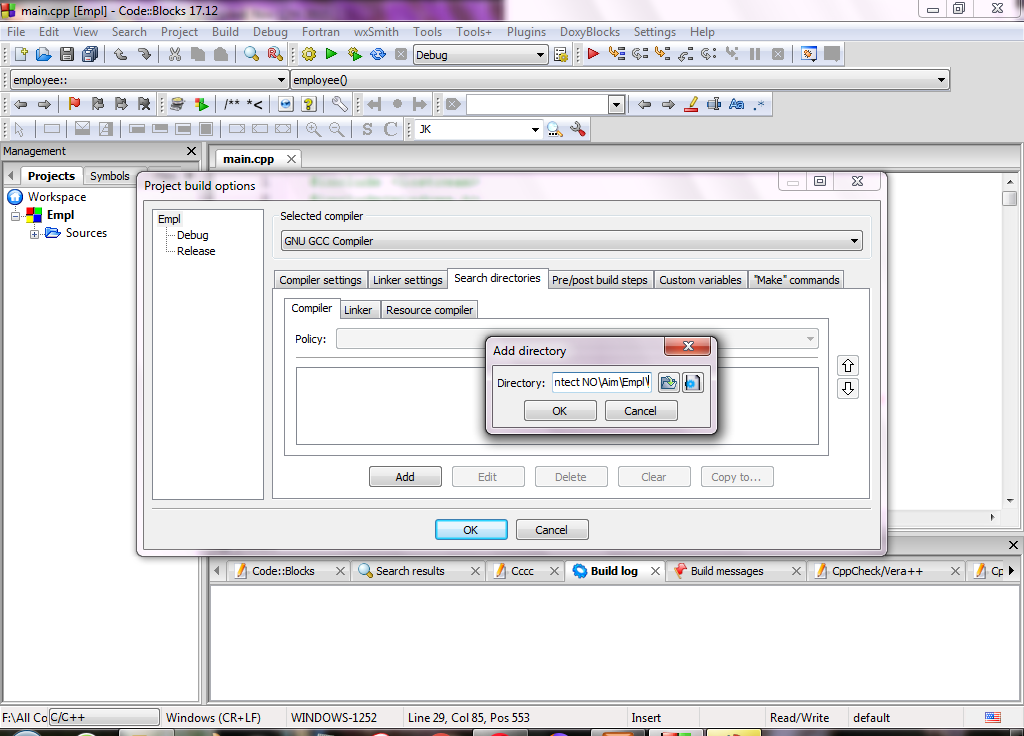 main.cpp [Empl] - Code::Blocks 17.12
File Edit View Search Project Build Debug Fortran wxSmith Tools Tools+ Plugins DoxyBlocks Settings Help
Debug
employee:: employee()
/** *<
S C JK
Management
main.cpp
Projects Symbols
Workspace
Empl
Sources
Project build options
Empl
Debug
Release
Selected compiler
GNU GCC Compiler
Compiler settings Linker settings Search directories Pre/post build steps Custom variables "Make" commands
Compiler Linker Resource compiler
Policy:
Add directory
Directory: ntect NO\Aim\Empl\
OK Cancel
Add Edit Delete Clear Copy to...
OK Cancel
Code::Blocks Search results Cccc Build log Build messages CppCheck/Vera++ Cp
F:\All Co C/C++ Windows (CR+LF) WINDOWS-1252 Line 29, Col 85, Pos 553 Insert Read/Write default